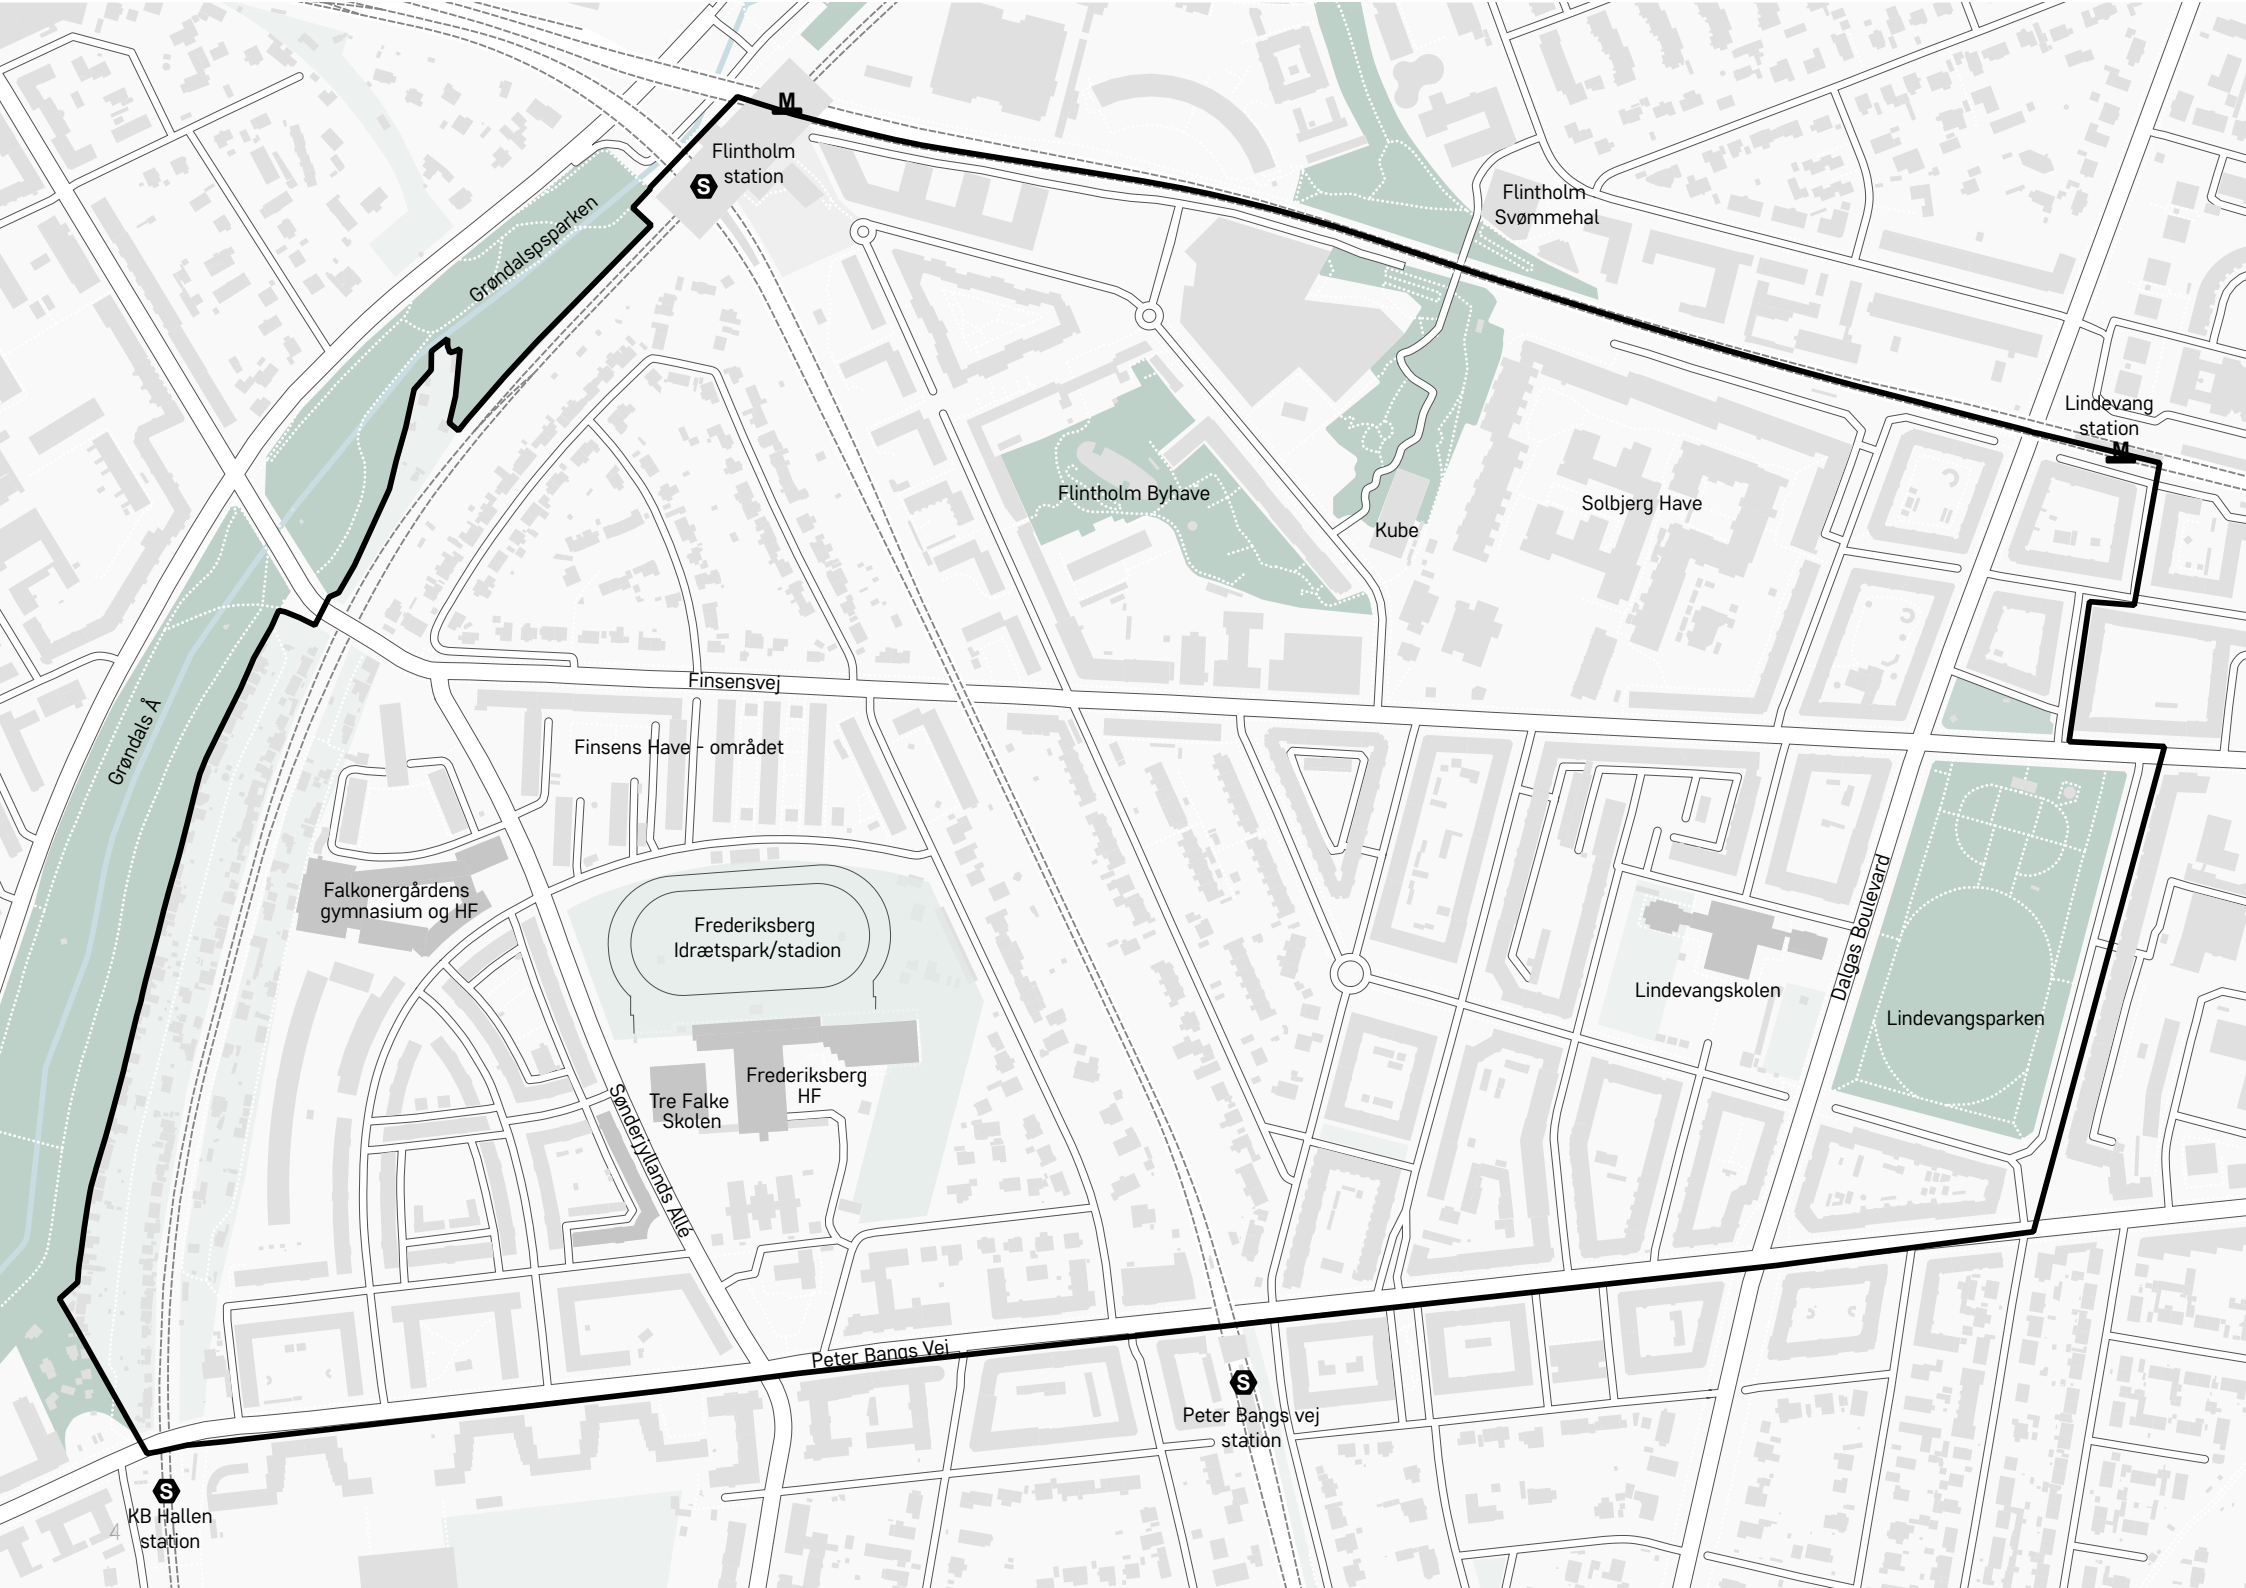 M
Flintholm
station
S
Grøndalspsparken
Flintholm
Svømmehal
Lindevang
station
M
Flintholm Byhave
Kube
Solbjerg Have
Finsensvej
Grøndals Å
Finsens Have - området
Falkonergårdens
gymnasium og HF
Frederiksberg
Idrætspark/stadion
Dalgas Boulevard
Lindevangskolen
Lindevangsparken
Frederiksberg
HF
Tre Falke
Skolen
Sønderjyllands Allé
Peter Bangs Vej
S
Peter Bangs vej
station
S
KB Hallen
station
4